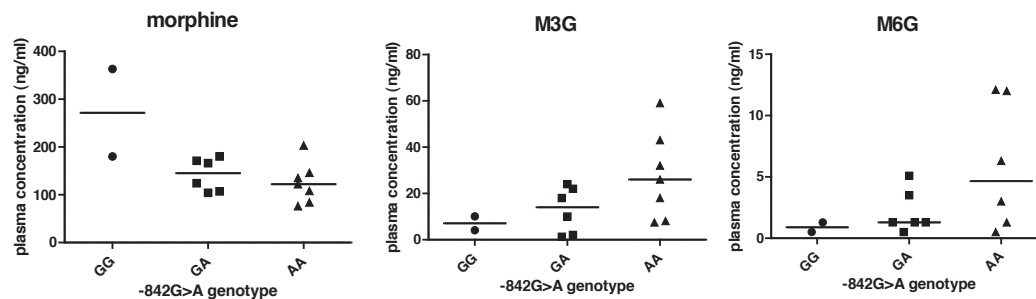 morphine
plasma concentration (ng/ml)
400
300
200
100
0
GG
GA
AA
-842G>A genotype
M3G
plasma concentration (ng/ml)
80
60
40
20
0
GG
GA
AA
-842G>A genotype
M6G
plasma concentration (ng/ml)
15
10
5
0
GG
GA
AA
-842G>A genotype